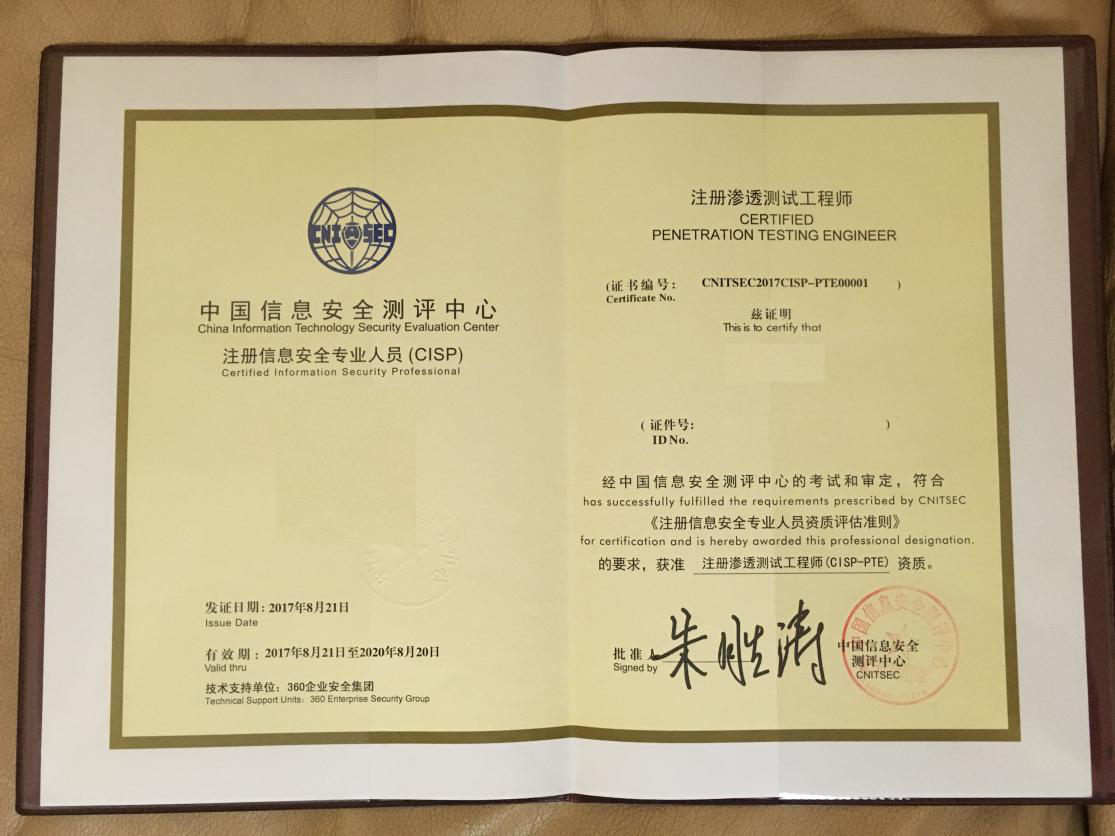 CNITSEC
中国信息安全测评中心
China Information Technology Security Evaluation Center
注册信息安全专业人员 (CISP)
Certified Information Security Professional
发证日期: 2017年8月21日
Issue Date
有 效 期 : 2017年8月21日至2020年8月20日
Valid thru
技术支持单位: 360企业安全集团
Technical Support Units: 360 Enterprise Security Group
注册渗透测试工程师
CERTIFIED
PENETRATION TESTING ENGINEER
(证书编号: CNITSEC2017CISP-PTE00001 )
Certificate No.
兹证明
This is to certify that
( 证件号: )
ID No.
经中国信息安全测评中心的考试和审定，符合
has successfully fulfilled the requirements prescribed by CNITSEC
《注册信息安全专业人员资质评估准则》
for certification and is hereby awarded this professional designation.
的要求，获准 注册渗透测试工程师(CISP-PTE) 资质。
批准人 朱胜涛
Signed by
中国信息安全
测评中心
CNITSEC
中国信息安全测评中心